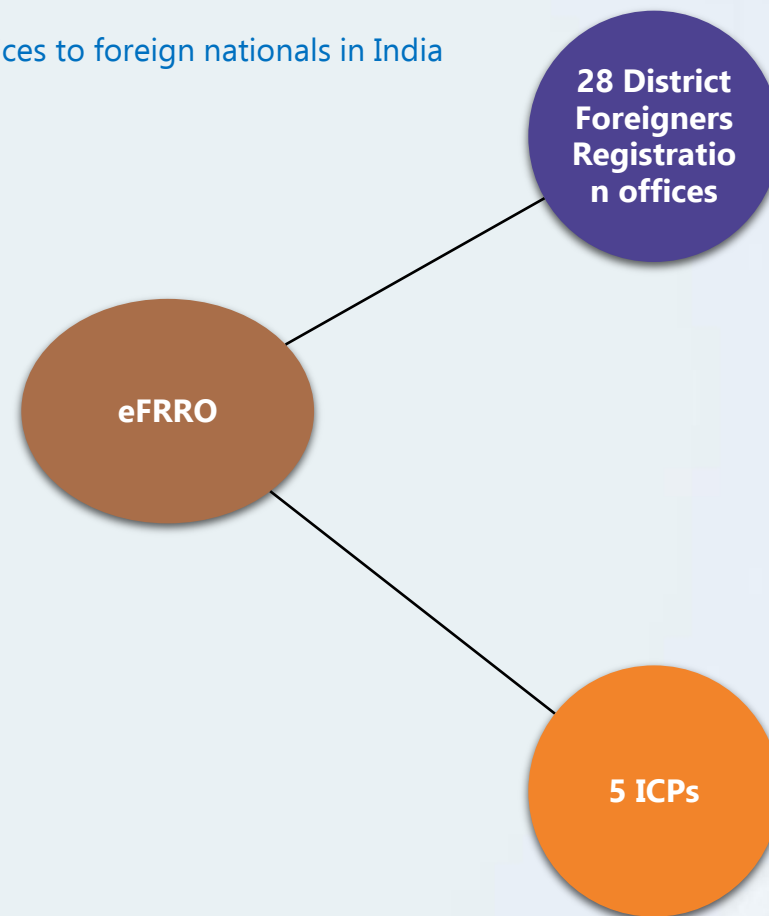 ces to foreign nationals in India
28 District
Foreigners
Registratio
n offices
eFRRO
5 ICPs